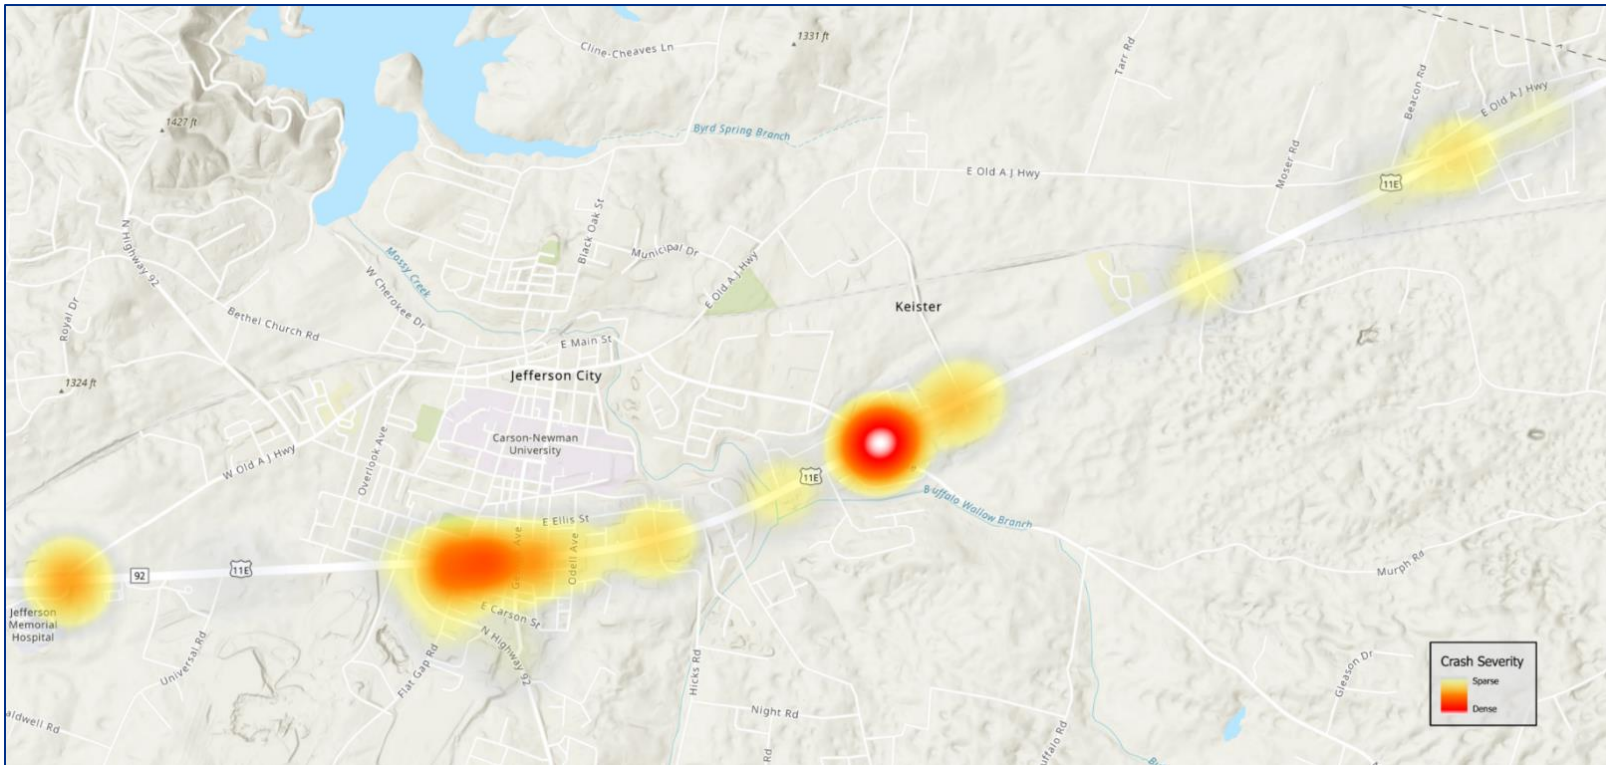 Cline-Cheaves Ln
1331 ft
Tarr Rd
Beacon Rd
E Old A J Hwy
1427 ft
Byrd Spring Branch
Moser Rd
E Old A J Hwy
11E
N Highway 92
Black Oak St
Mossy Creek
Municipal Dr
W Cherokee Dr
E Old A J Hwy
Royal Dr
Bethel Church Rd
Keister
E Main St
1324 ft
Jefferson City
Carson-Newman
University
Overlook Ave
W Old A J Hwy
11E
Buffalo Wallow Branch
E Ellis St
Ave
Odell Ave
92
11E
Murph Rd
Jefferson
Memorial
Hospital
E Carson St
N Highway 92
Universal Rd
Flat Gap Rd
Hicks Rd
Gleason Dr
Crash Severity
Sparse
Dense
Night Rd
aldwell Rd
uffalo Rd
Rd